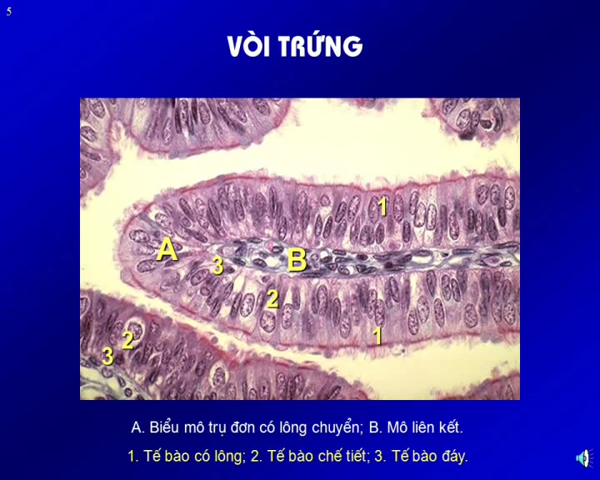 5
VÒI TRỨNG
1
A
B
3
2
2
1
3
A. Biểu mô trụ đơn có lông chuyển; B. Mô liên kết.
1. Tế bào có lông; 2. Tế bào chế tiết; 3. Tế bào đáy.